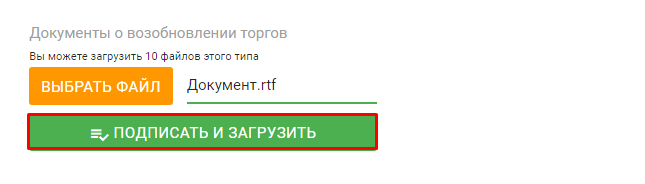 Документы о возобновлении торгов
Вы можете загрузить 10 файлов этого типа
ВЫБРАТЬ ФАЙЛ Документ.rtf
ПОДПИСАТЬ И ЗАГРУЗИТЬ